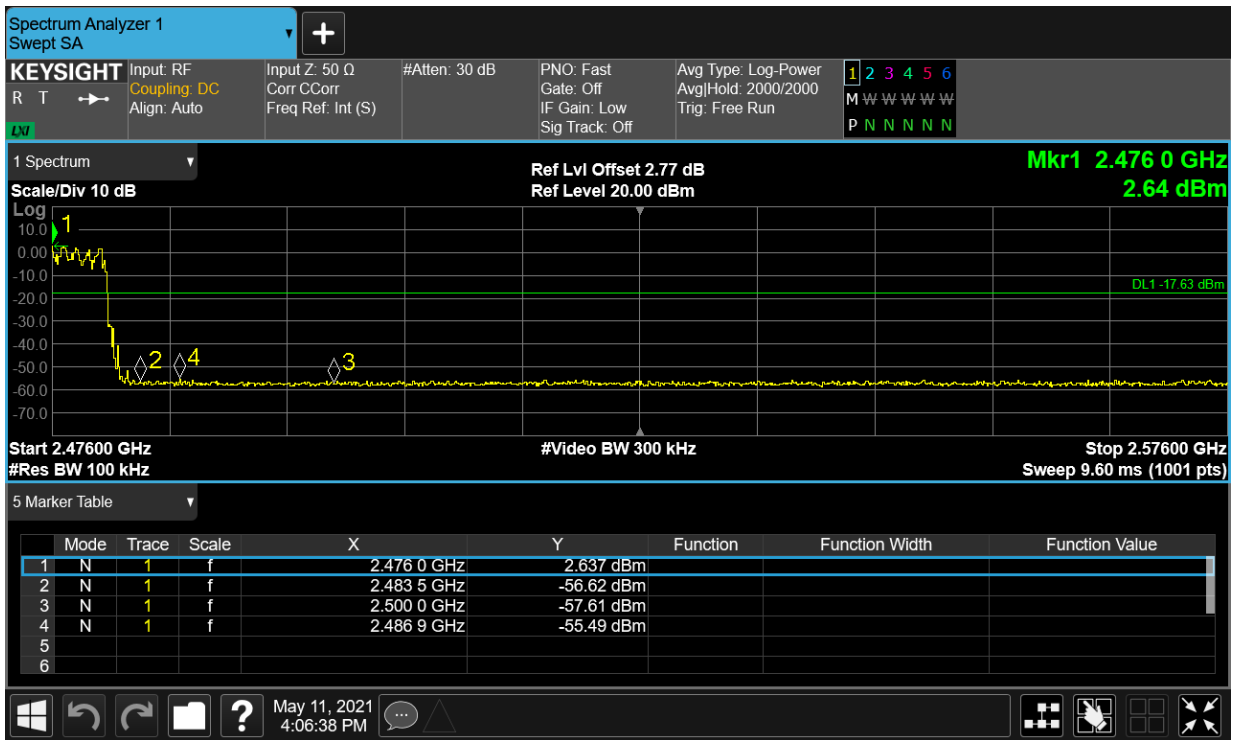 Spectrum Analyzer 1
Swept SA
KEYSIGHT
R T
LXI
Input: RF
Coupling: DC
Align: Auto
Input Z: 50 Ω
Corr CCorr
Freq Ref: Int (S)
#Atten: 30 dB
PNO: Fast
Gate: Off
IF Gain: Low
Sig Track: Off
Avg Type: Log-Power
Avg|Hold: 2000/2000
Trig: Free Run
1 2 3 4 5 6
M W W W W W
P N N N N N
1 Spectrum
Scale/Div 10 dB
Ref Lvl Offset 2.77 dB
Ref Level 20.00 dBm
Mkr1 2.476 0 GHz
2.64 dBm
Log
10.0
0.00
-10.0
-20.0
-30.0
-40.0
-50.0
-60.0
-70.0
1
DL1 -17.63 dBm
2
4
3
Start 2.47600 GHz
#Res BW 100 kHz
#Video BW 300 kHz
Stop 2.57600 GHz
Sweep 9.60 ms (1001 pts)
5 Marker Table
Mode Trace Scale X Y Function Function Width Function Value
1 N 1 f 2.476 0 GHz 2.637 dBm
2 N 1 f 2.483 5 GHz -56.62 dBm
3 N 1 f 2.500 0 GHz -57.61 dBm
4 N 1 f 2.486 9 GHz -55.49 dBm
5
6
?
May 11, 2021
4:06:38 PM